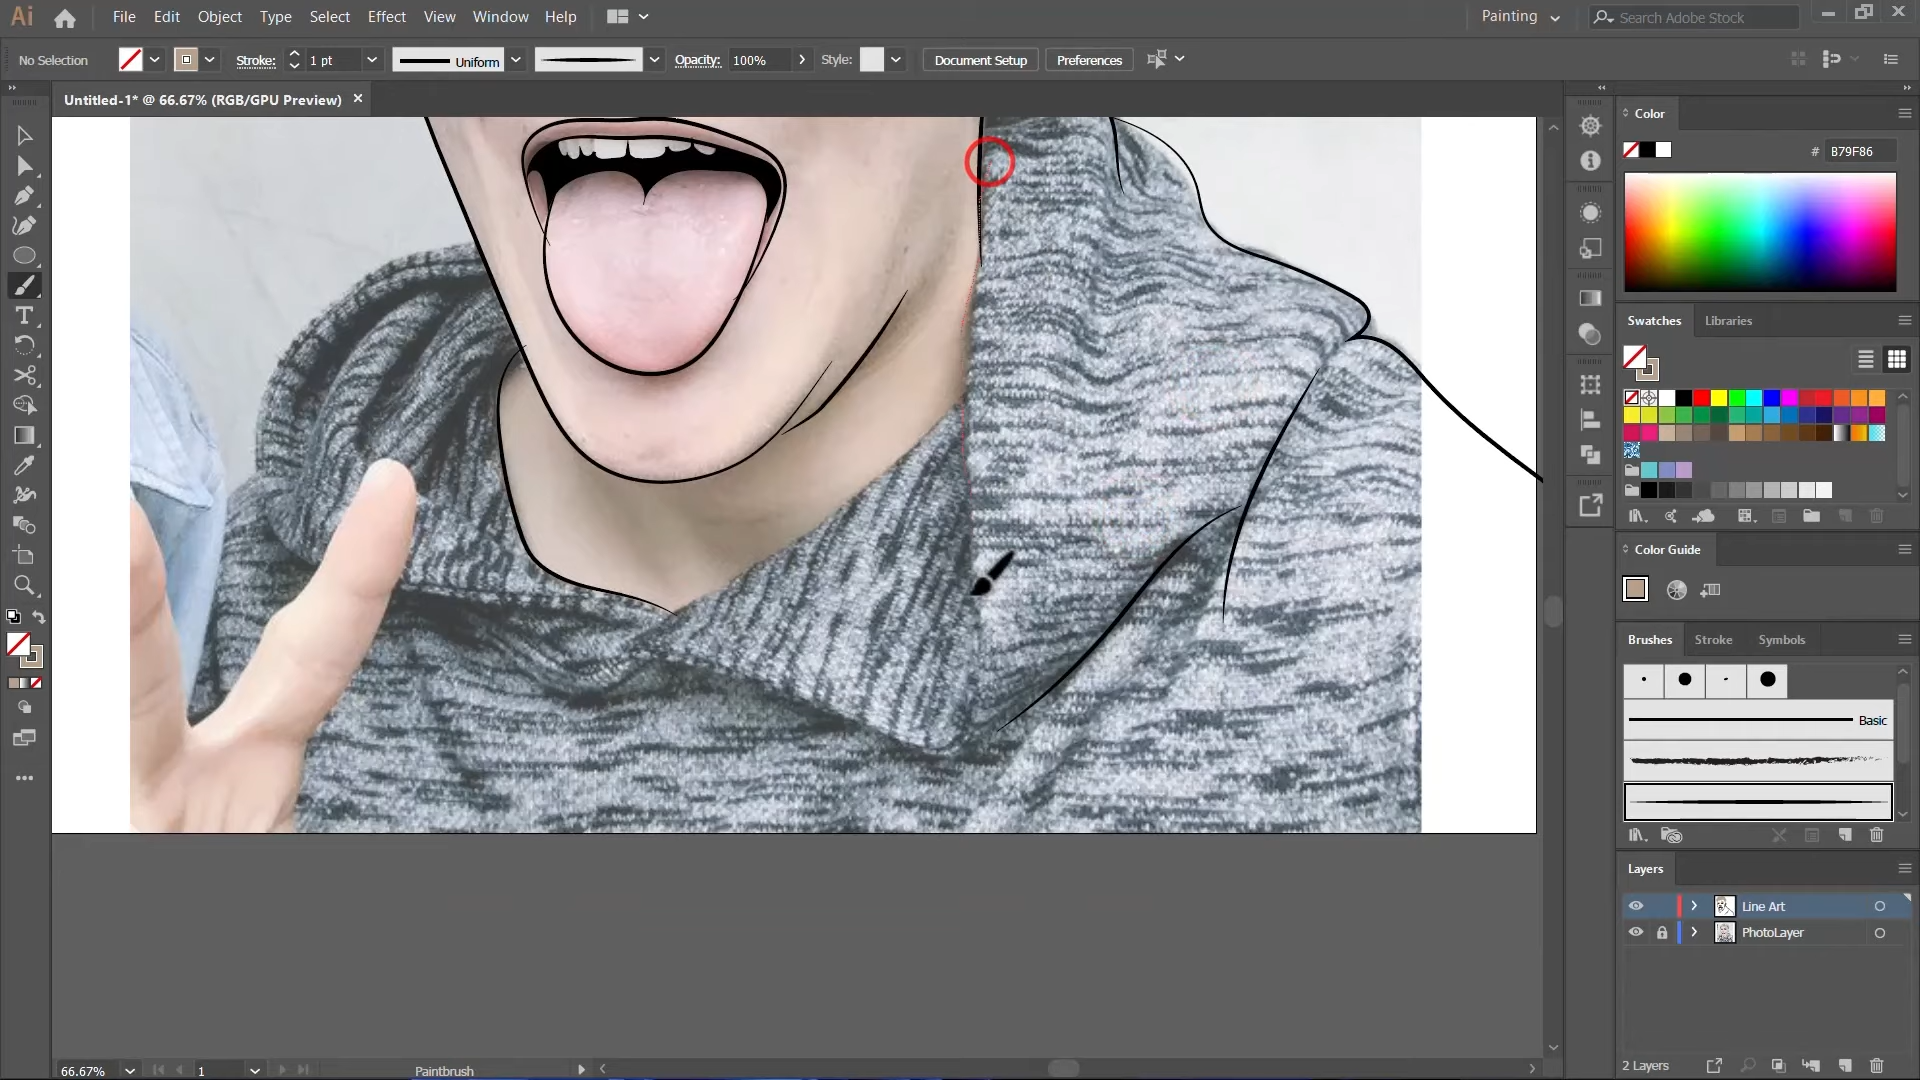 Ai File Edit Object Type Select Effect View Window Help Painting Search Adobe Stock
No Selection Stroke: 1 pt Uniform Opacity: 100% Style: Document Setup Preferences
Untitled-1* @ 66.67% (RGB/GPU Preview)
Color
# B79F86
Swatches Libraries
Color Guide
Brushes Stroke Symbols
Basic
Layers
Line Art
PhotoLayer
2 Layers
66.67% 1 Paintbrush